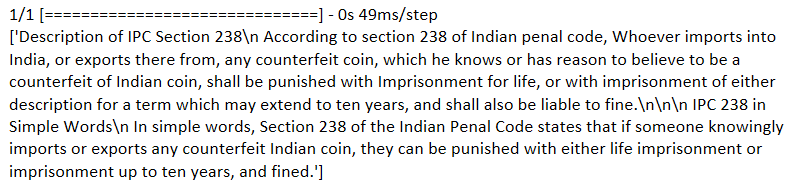 1/1 [==============================] - 0s 49ms/step
['Description of IPC Section 238\n According to section 238 of Indian penal code, Whoever imports into
India, or exports there from, any counterfeit coin, which he knows or has reason to believe to be a
counterfeit of Indian coin, shall be punished with Imprisonment for life, or with imprisonment of either
description for a term which may extend to ten years, and shall also be liable to fine.\n\n\n IPC 238 in
Simple Words\n In simple words, Section 238 of the Indian Penal Code states that if someone knowingly
imports or exports any counterfeit Indian coin, they can be punished with either life imprisonment or
imprisonment up to ten years, and fined.']